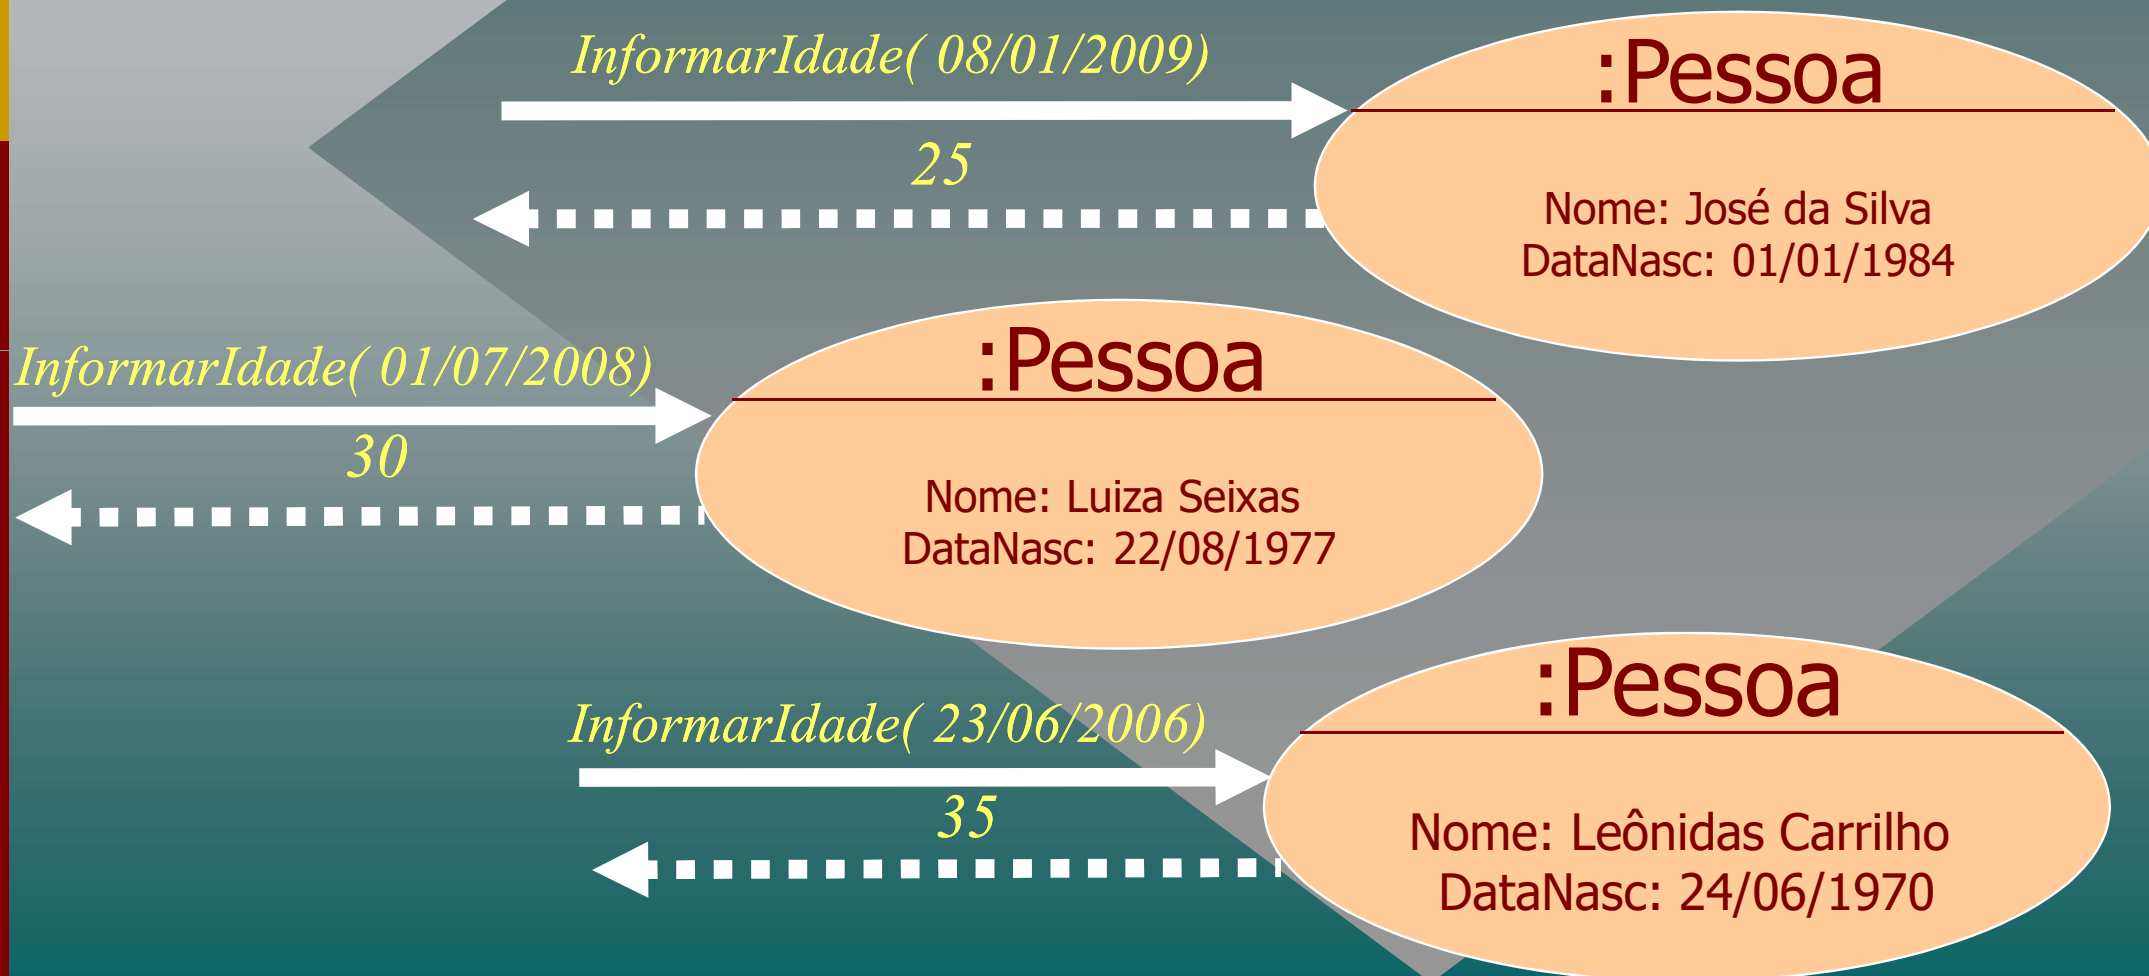 InformarIdade( 08/01/2009)
25
:Pessoa
Nome: José da Silva
DataNasc: 01/01/1984
InformarIdade( 01/07/2008)
30
:Pessoa
Nome: Luiza Seixas
DataNasc: 22/08/1977
InformarIdade( 23/06/2006)
35
:Pessoa
Nome: Leônidas Carrilho
DataNasc: 24/06/1970